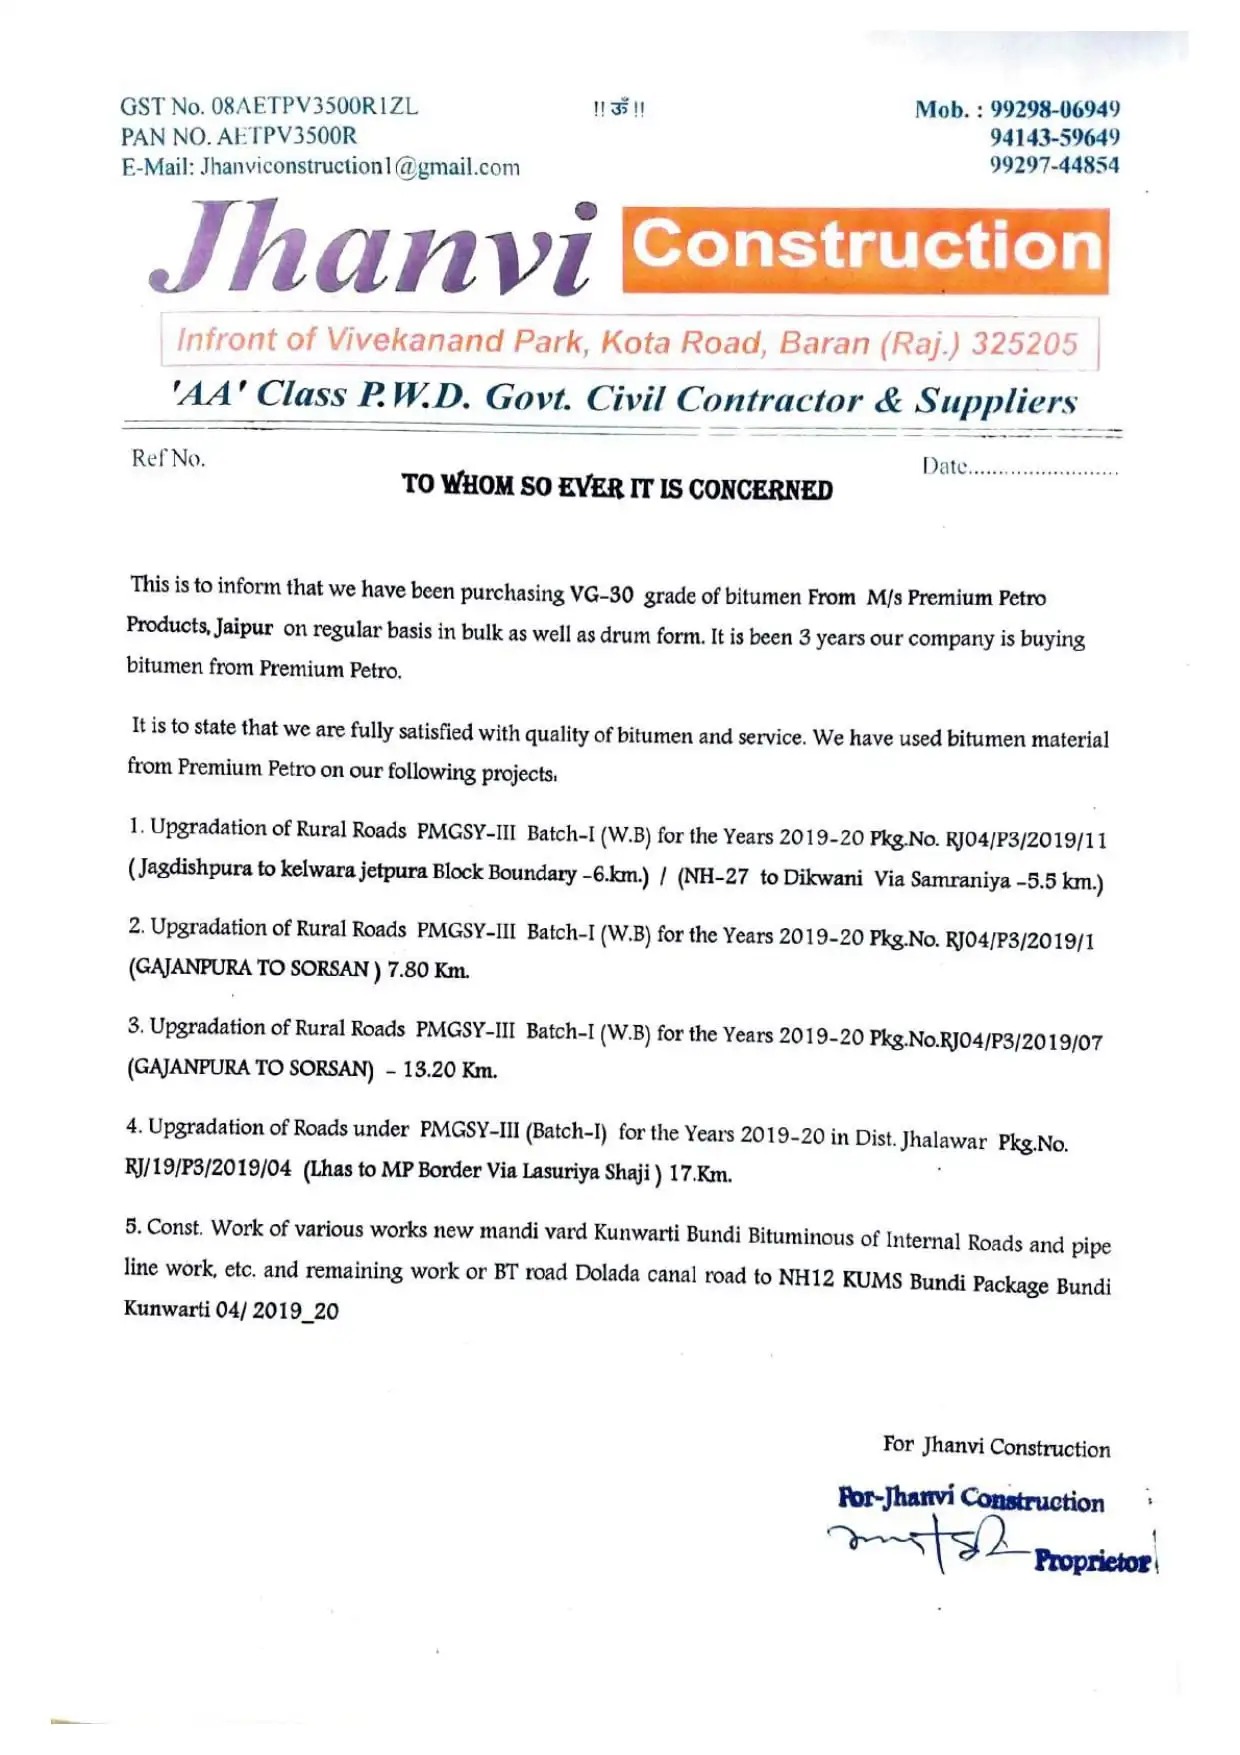 GST No. 08AETPV3500R1ZL
PAN NO. AETPV3500R
E-Mail: Jhanviconstruction1@gmail.com
!! ॐ !!
Mob. : 99298-06949
94143-59649
99297-44854
Jhanvi Construction
Infront of Vivekanand Park, Kota Road, Baran (Raj.) 325205
'AA' Class P.W.D. Govt. Civil Contractor & Suppliers
Ref No.
Date.........................
TO WHOM SO EVER IT IS CONCERNED
This is to inform that we have been purchasing VG-30 grade of bitumen From M/s Premium Petro
Products, Jaipur on regular basis in bulk as well as drum form. It is been 3 years our company is buying
bitumen from Premium Petro.
It is to state that we are fully satisfied with quality of bitumen and service. We have used bitumen material
from Premium Petro on our following projects.
1. Upgradation of Rural Roads PMGSY-III Batch-I (W.B) for the Years 2019-20 Pkg.No. RJ04/P3/2019/11
(Jagdishpura to kelwara jetpura Block Boundary -6.km.) / (NH-27 to Dikwani Via Samraniya -5.5 km.)
2. Upgradation of Rural Roads PMGSY-III Batch-I (W.B) for the Years 2019-20 Pkg.No. RJ04/P3/2019/1
(GAJANPURA TO SORSAN ) 7.80 Km.
3. Upgradation of Rural Roads PMGSY-III Batch-I (W.B) for the Years 2019-20 Pkg.No.RJ04/P3/2019/07
(GAJANPURA TO SORSAN) - 13.20 Km.
4. Upgradation of Roads under PMGSY-III (Batch-I) for the Years 2019-20 in Dist. Jhalawar Pkg.No.
RJ/19/P3/2019/04 (Lhas to MP Border Via Lasuriya Shaji ) 17.Km.
5. Const. Work of various works new mandi vard Kunwarti Bundi Bituminous of Internal Roads and pipe
line work, etc. and remaining work or BT road Dolada canal road to NH12 KUMS Bundi Package Bundi
Kunwarti 04/ 2019_20
For Jhanvi Construction
For-Jhanvi Construction
Proprietor